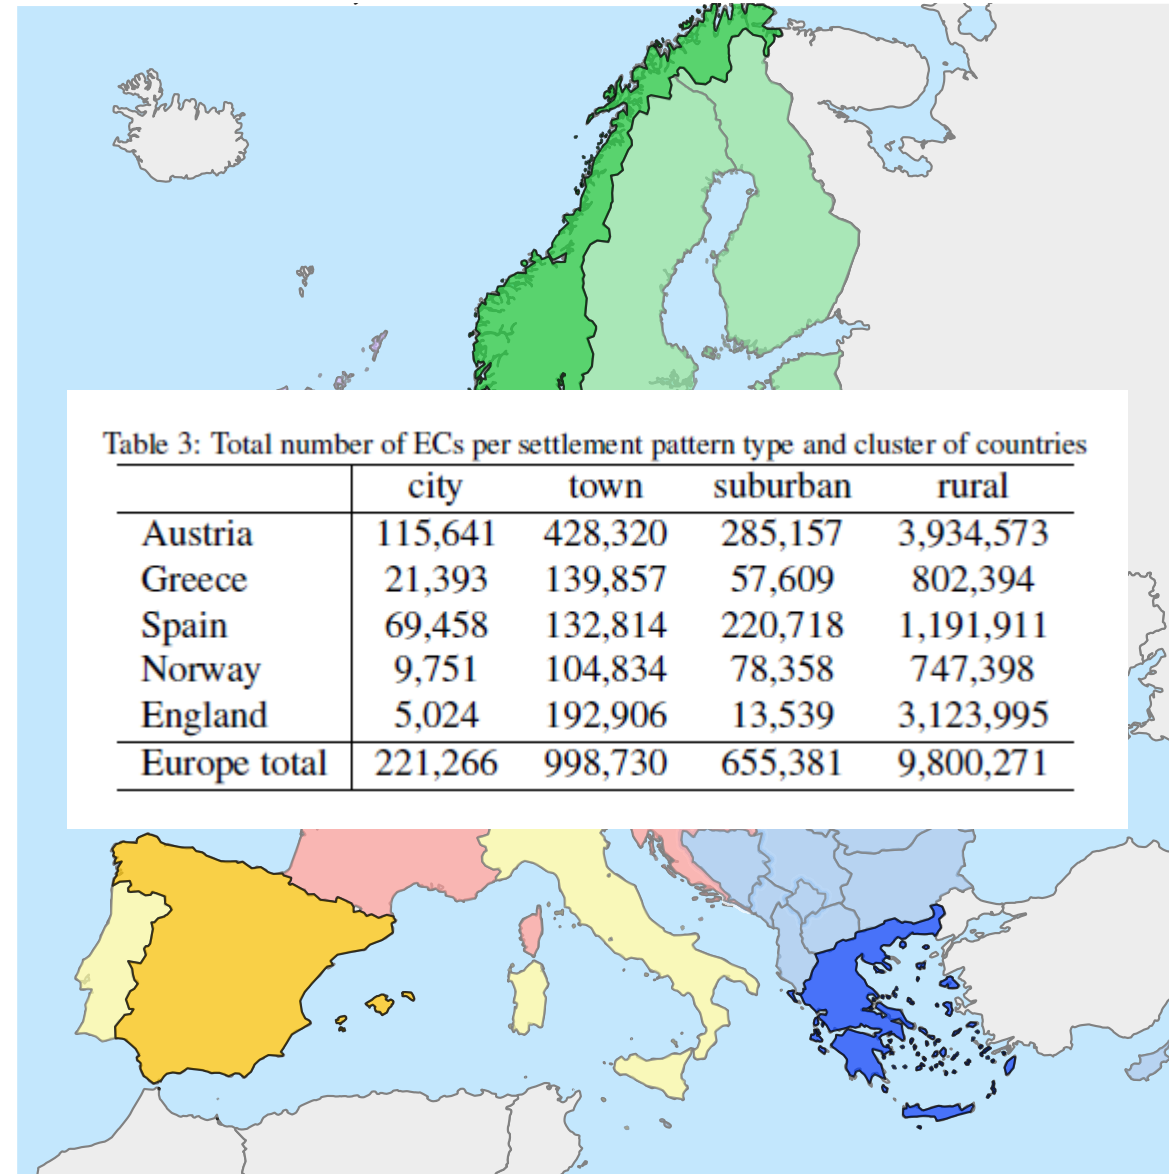 Table 3: Total number of ECs per settlement pattern type and cluster of countries
city town suburban rural
Austria 115,641 428,320 285,157 3,934,573
Greece 21,393 139,857 57,609 802,394
Spain 69,458 132,814 220,718 1,191,911
Norway 9,751 104,834 78,358 747,398
England 5,024 192,906 13,539 3,123,995
Europe total 221,266 998,730 655,381 9,800,271